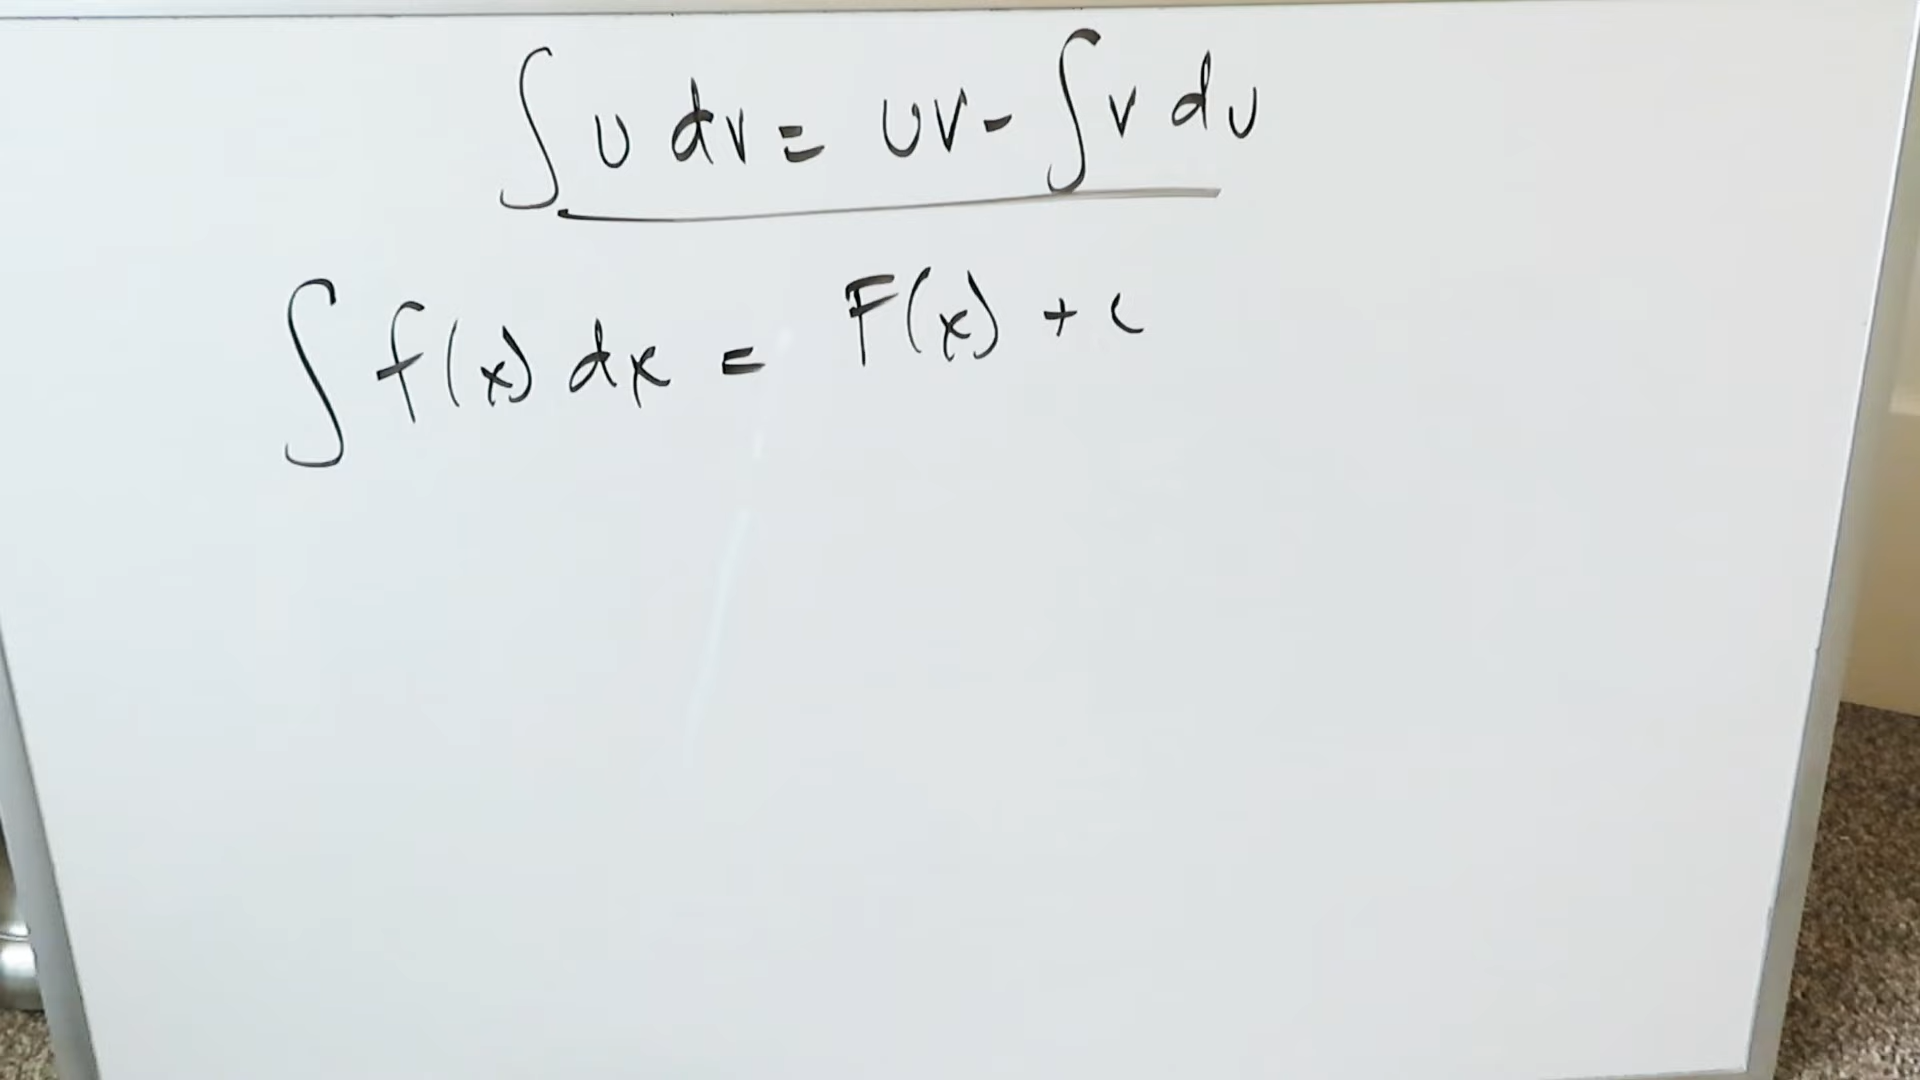 ∫ u dv = uv - ∫ v du
∫ f(x) dx = F(x) + c